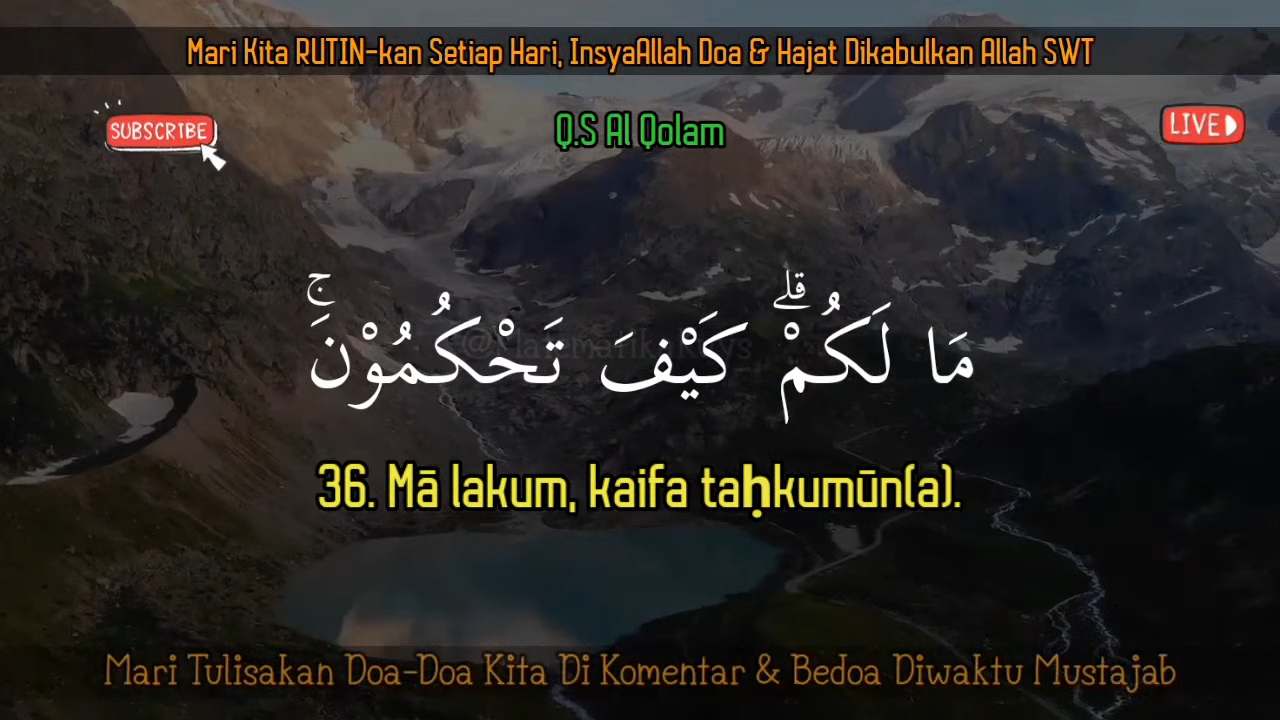 Mari Kita RUTIN-kan Setiap Hari, InsyaAllah Doa & Hajat Dikabulkan Allah SWT
SUBSCRIBE
Q.S Al Qolam
LIVE
مَا لَكُمْۗ كَيْفَ تَحْكُمُوْنَۚ
36. Mā lakum, kaifa taḥkumūn(a).
Mari Tulisakan Doa-Doa Kita Di Komentar & Bedoa Diwaktu Mustajab